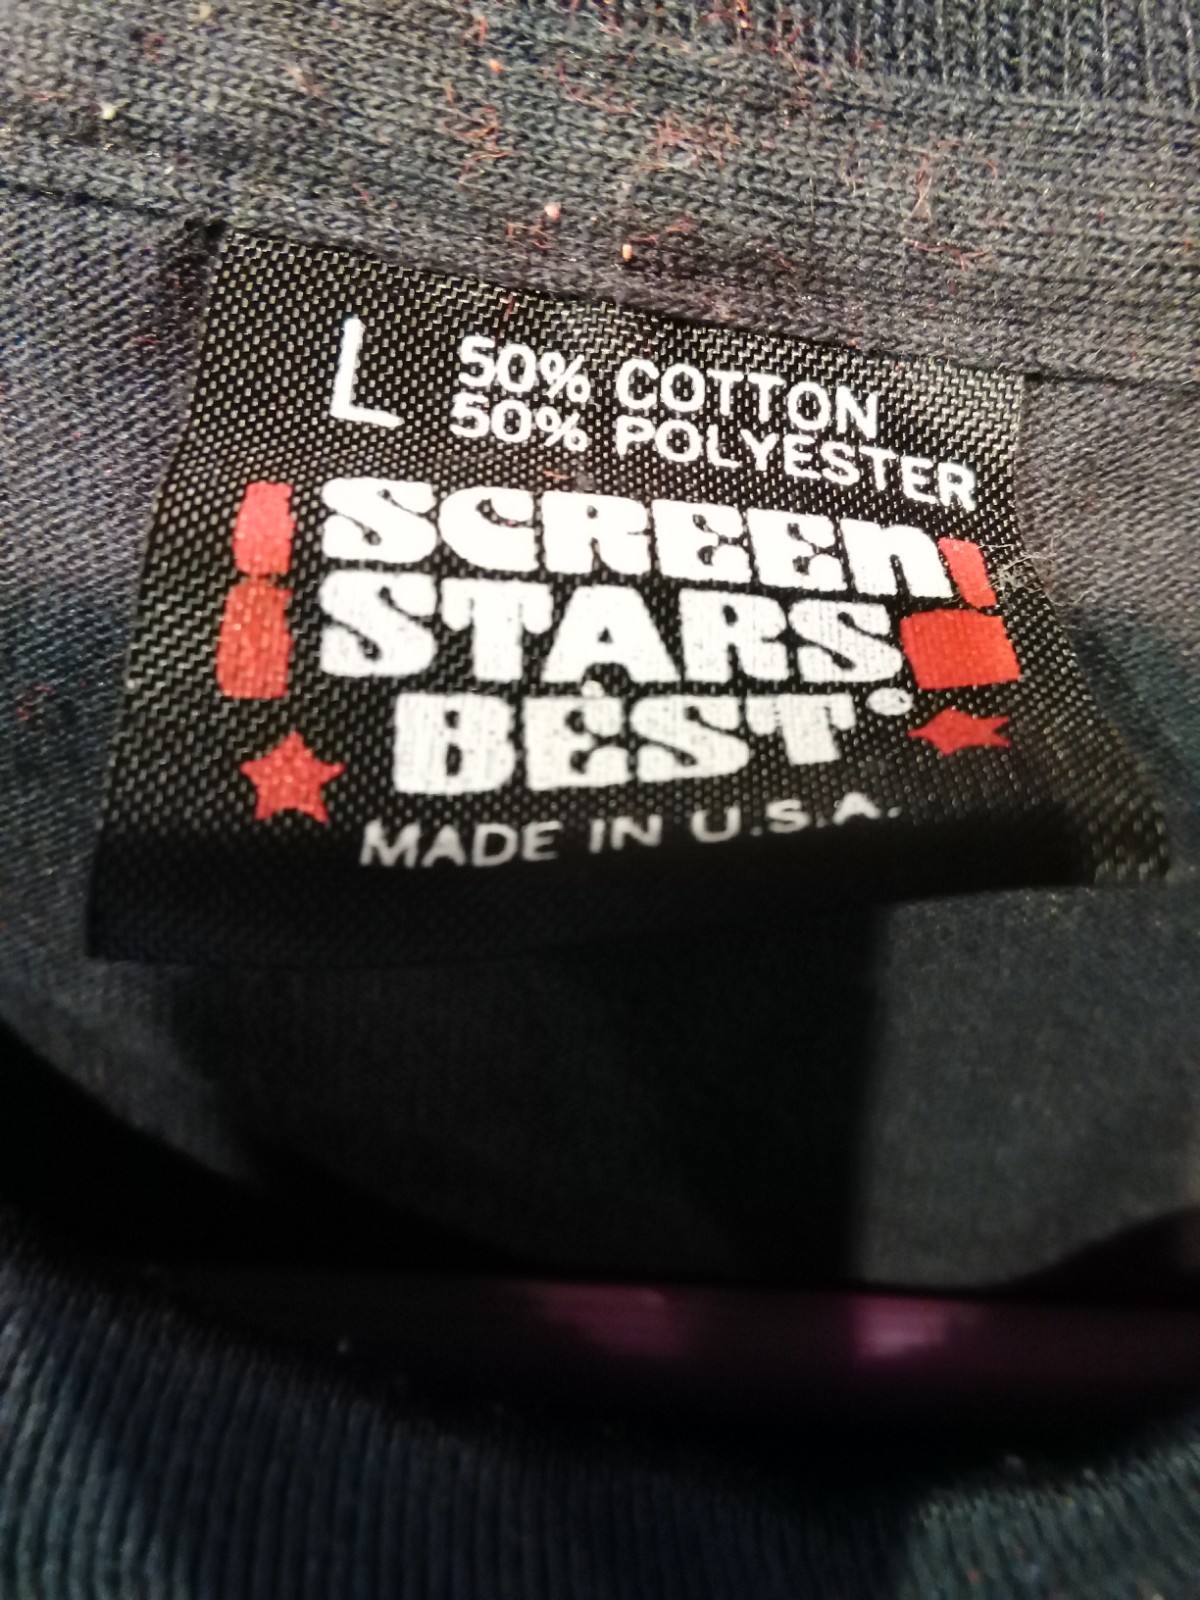 L
50% COTTON
50% POLYESTER
SCREEN
STARS
BEST®
MADE IN U.S.A.